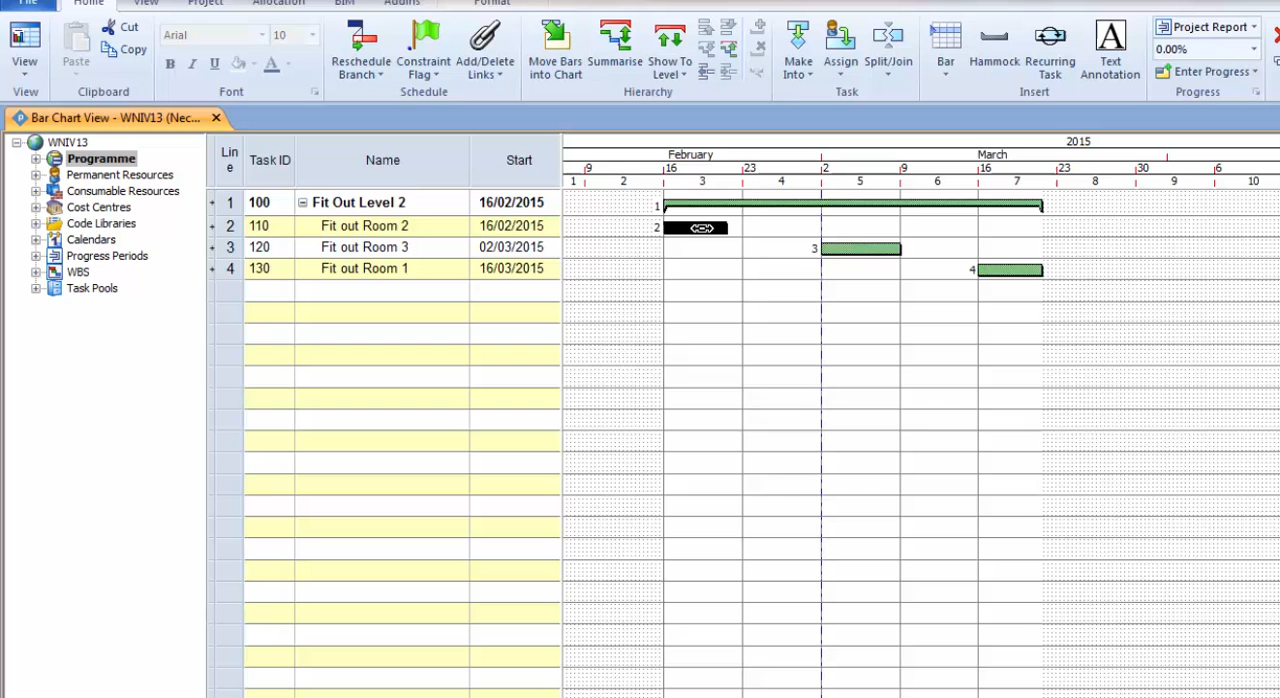 File Home View Project Allocation BIM Addins Format
View
View
Paste
Cut
Copy
Clipboard
Arial 10
B I U A
Font
Reschedule Branch
Constraint Flag
Add/Delete Links
Schedule
Move Bars into Chart
Summarise
Show To Level
Hierarchy
Make Into
Assign
Split/Join
Task
Bar
Hammock
Recurring Task
A
Text Annotation
Insert
Project Report
0.00%
Enter Progress
Progress
Bar Chart View - WNIV13 (Nec...
WNIV13
Programme
Permanent Resources
Consumable Resources
Cost Centres
Code Libraries
Calendars
Progress Periods
WBS
Task Pools
Line Task ID Name Start
1 100 Fit Out Level 2 16/02/2015
2 110 Fit out Room 2 16/02/2015
3 120 Fit out Room 3 02/03/2015
4 130 Fit out Room 1 16/03/2015
2015
February March
9 16 23 2 9 16 23 30 6
1 2 3 4 5 6 7 8 9 10
1
2
3
4